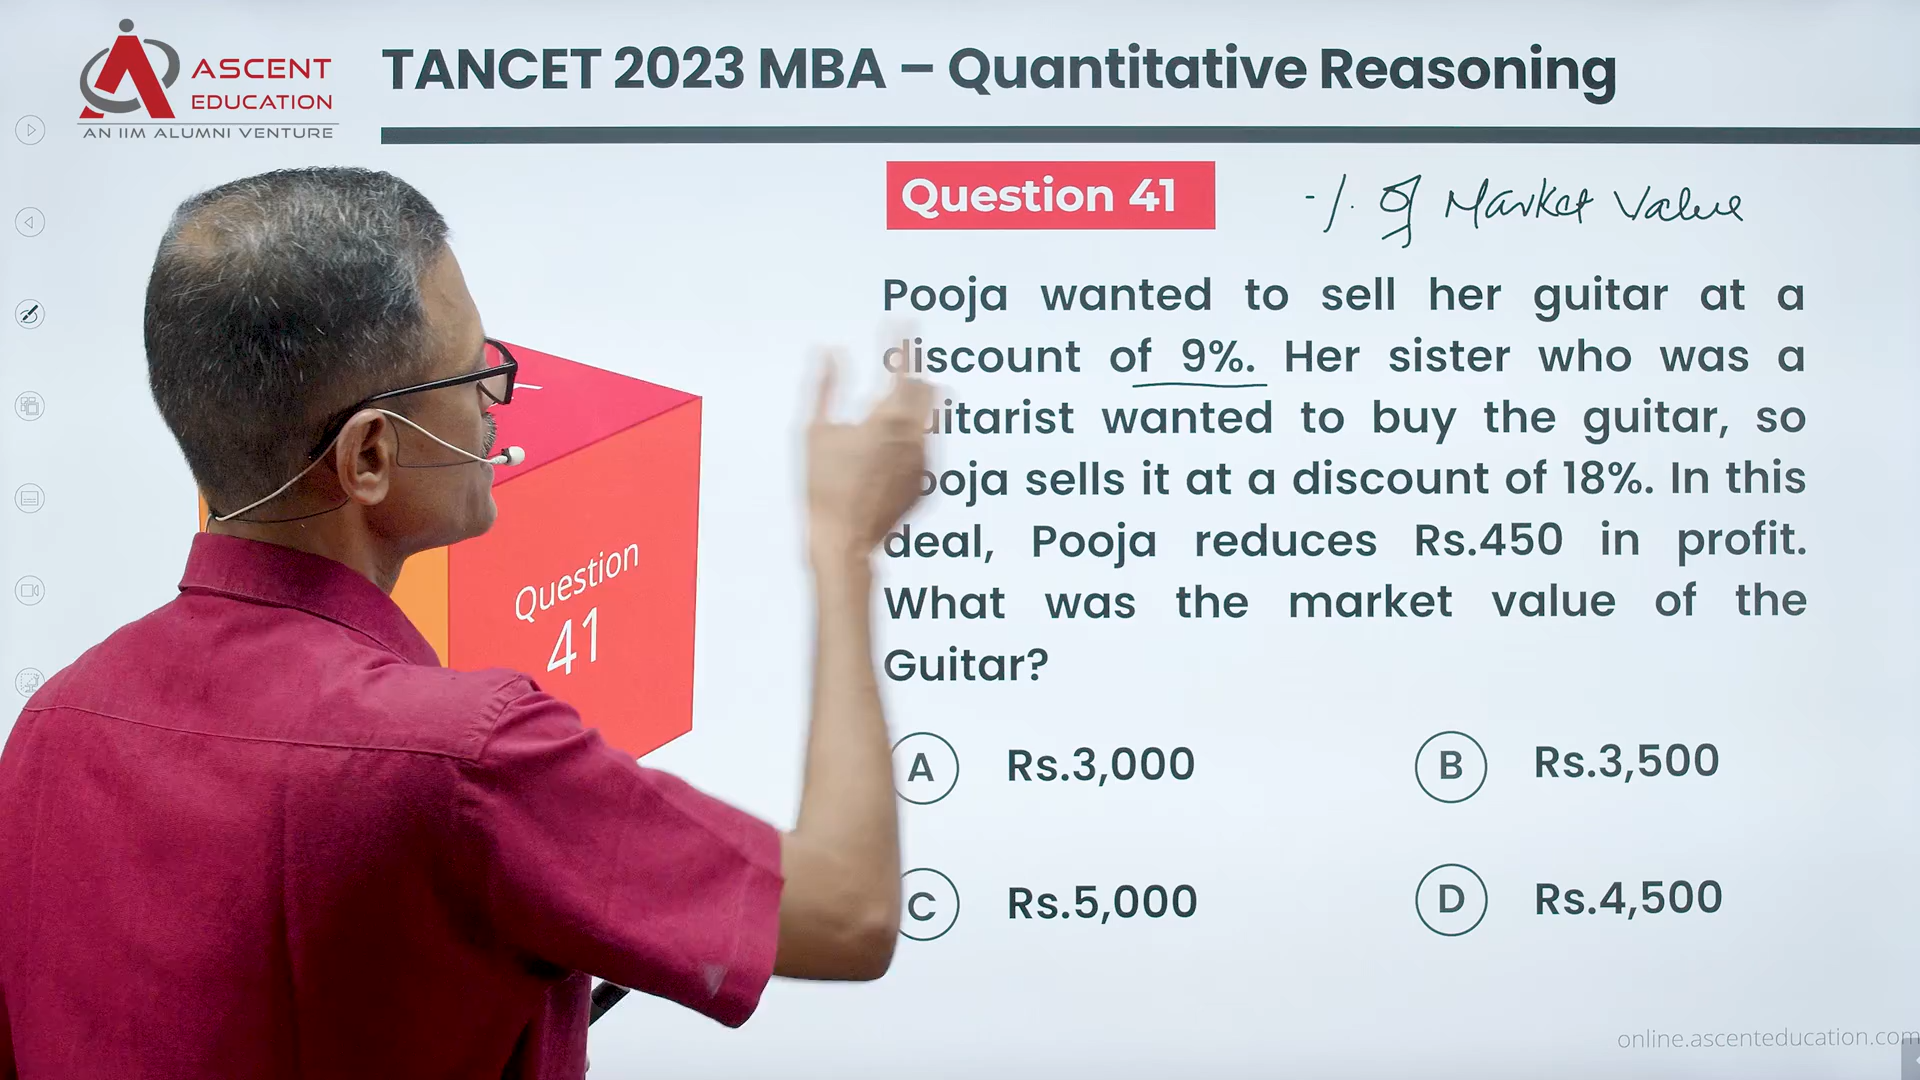 ASCENT
EDUCATION
AN IIM ALUMNI VENTURE
TANCET 2023 MBA – Quantitative Reasoning
Question 41
·/. of Market Value
Pooja wanted to sell her guitar at a
discount of 9%. Her sister who was a
guitarist wanted to buy the guitar, so
Pooja sells it at a discount of 18%. In this
deal, Pooja reduces Rs.450 in profit.
What was the market value of the
Guitar?
Question
41
A Rs.3,000
B Rs.3,500
C Rs.5,000
D Rs.4,500
online.ascenteducation.com